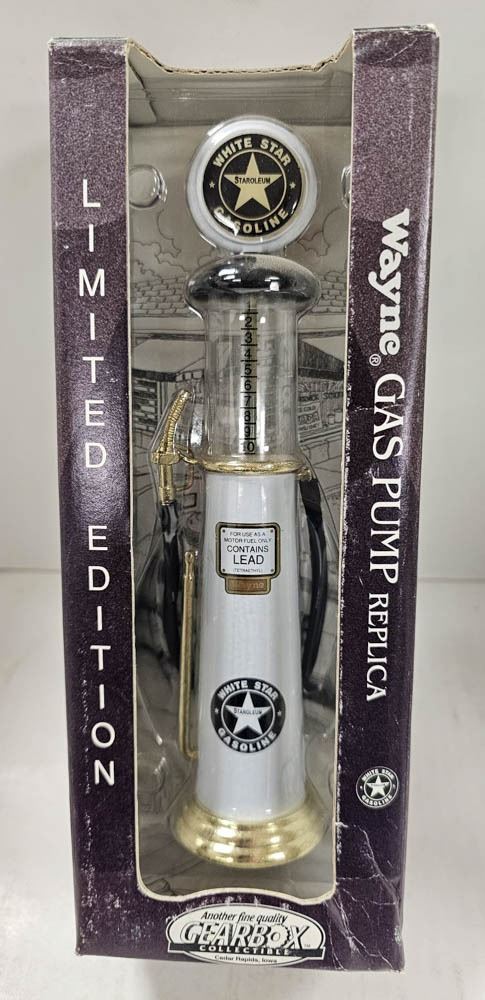 LIMITED EDITION
WHITE STAR
STAROLEUM
GASOLINE
2
3
4
5
6
7
8
9
10
FOR USE AS A
MOTOR FUEL ONLY
CONTAINS
LEAD
(TETRAETHYL)
Wayne
WHITE STAR
STAROLEUM
GASOLINE
Wayne® GAS PUMP REPLICA
WHITE STAR
GASOLINE
Another fine quality
GEARBOX
COLLECTIBLE
Cedar Rapids, Iowa